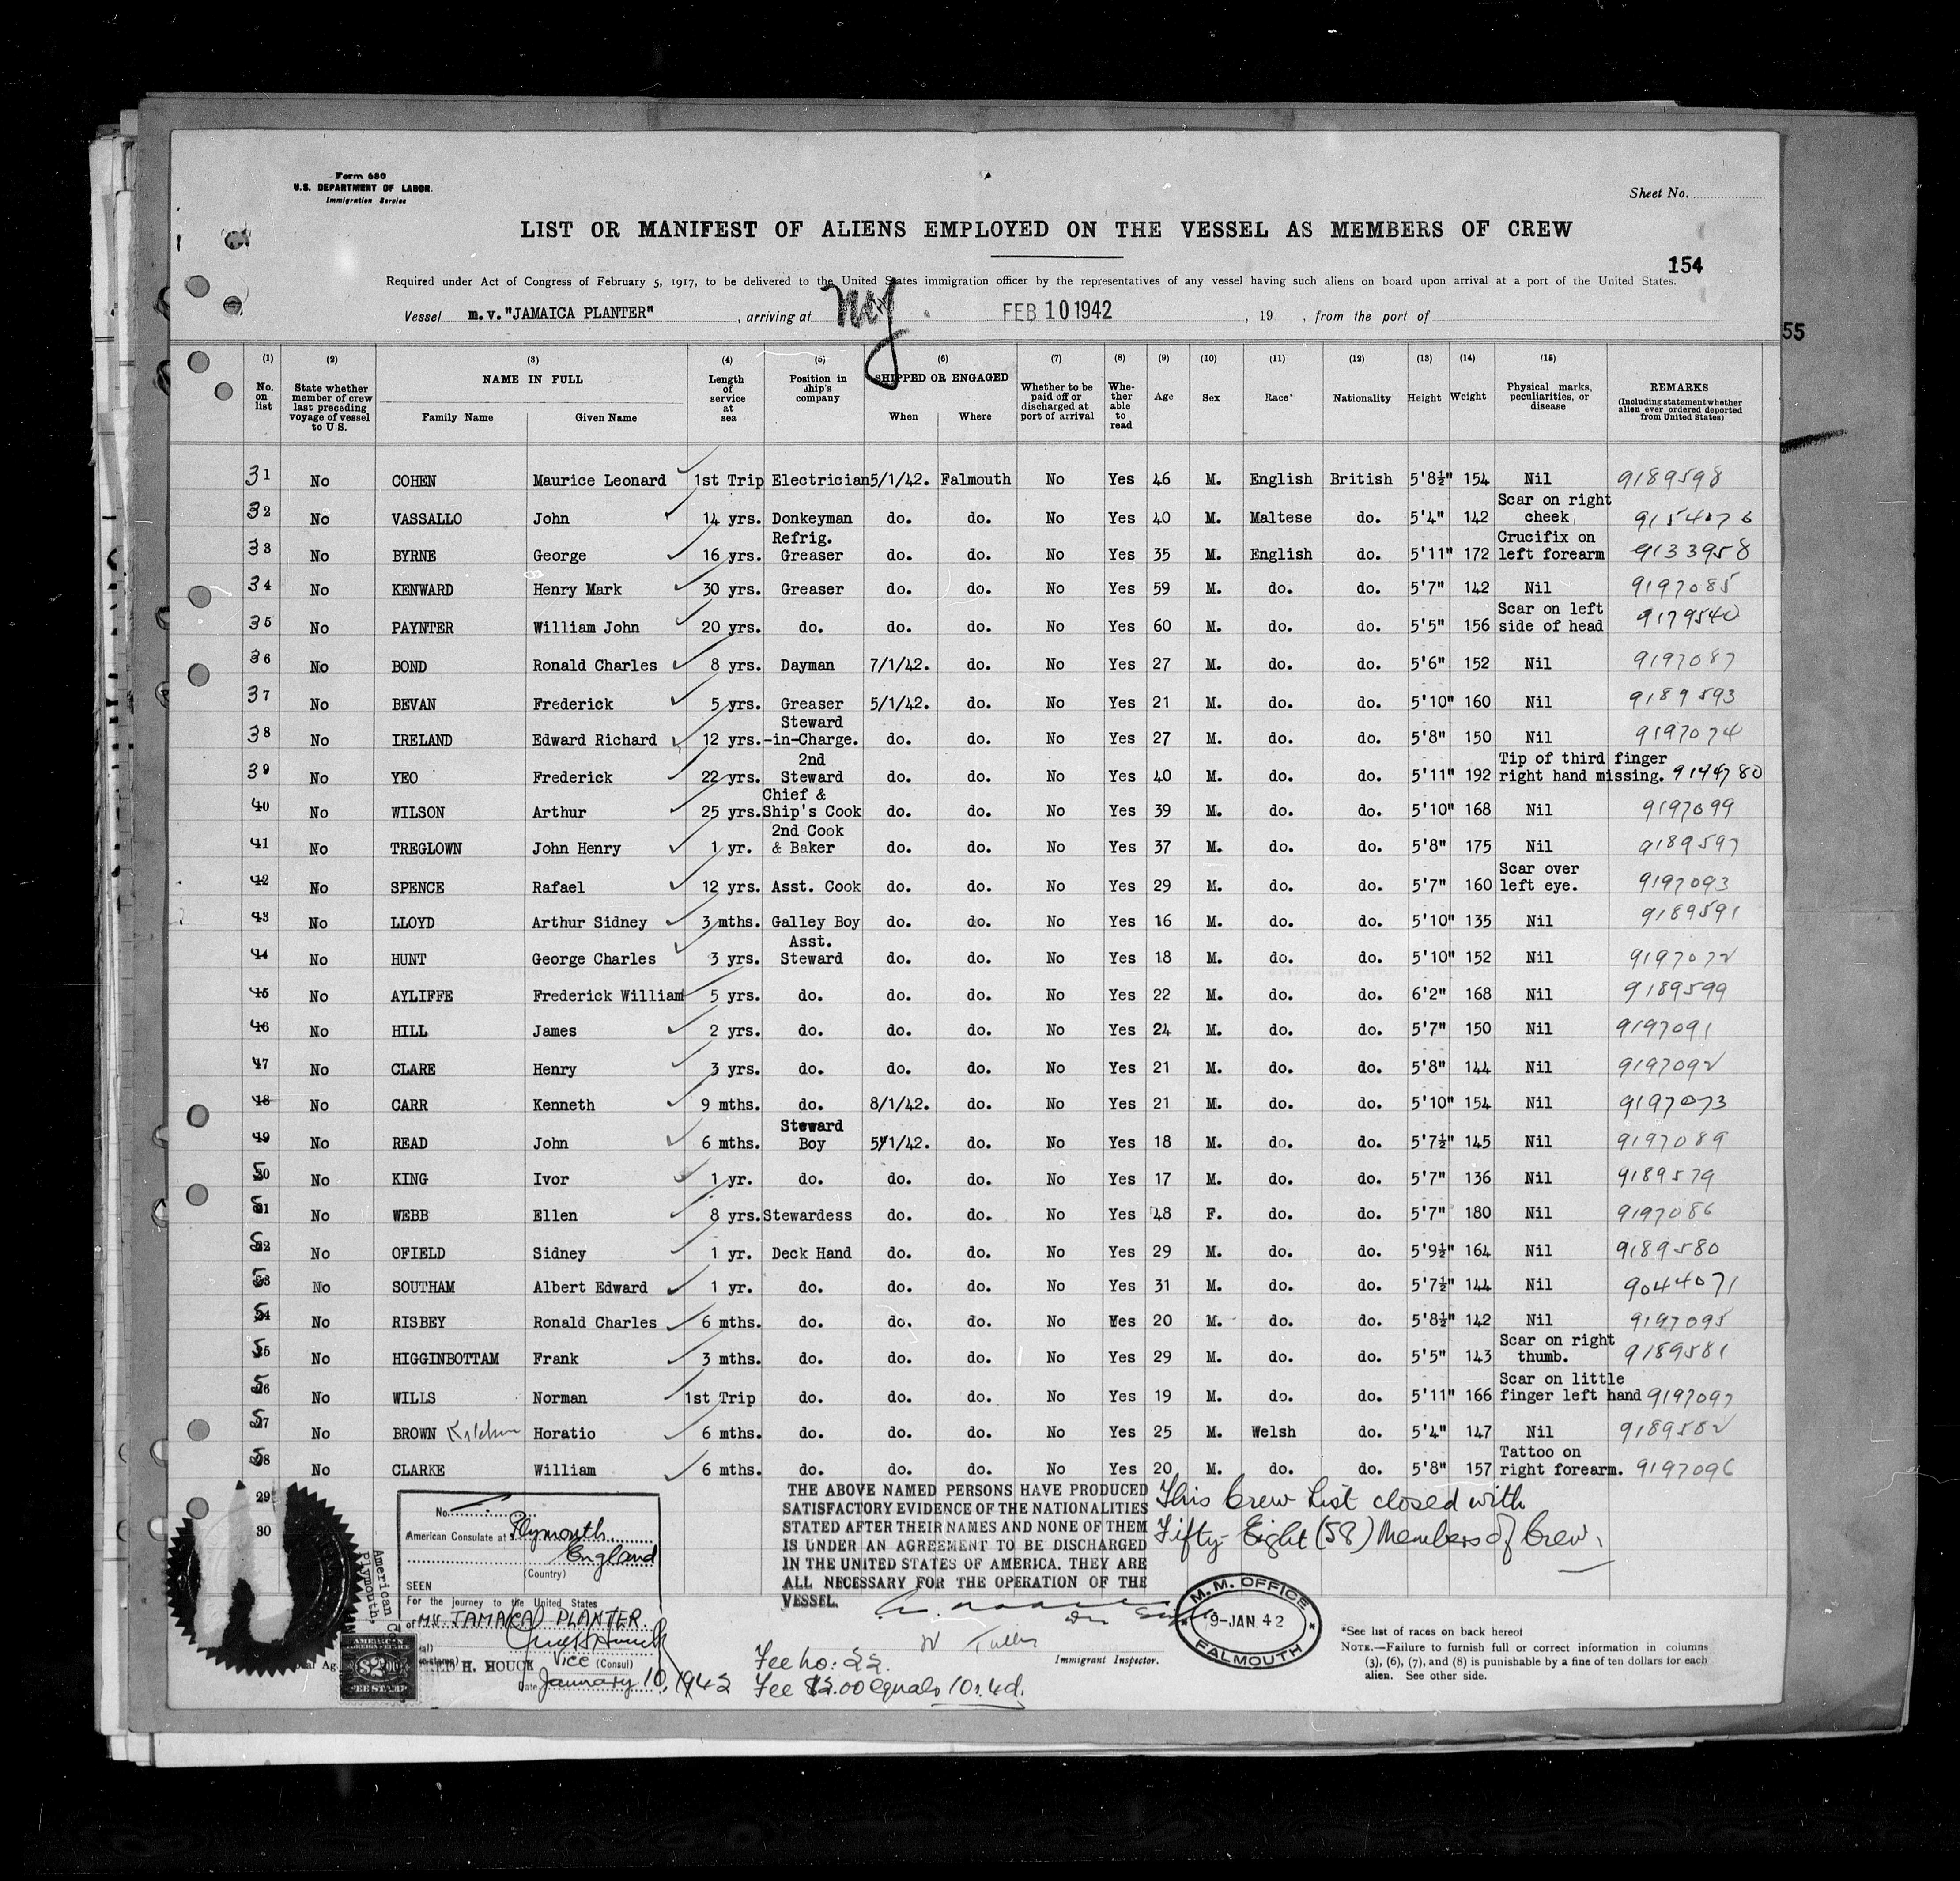 Form 680
U.S. DEPARTMENT OF LABOR.
Immigration Service
Sheet No.
LIST OR MANIFEST OF ALIENS EMPLOYED ON THE VESSEL AS MEMBERS OF CREW
154
Required under Act of Congress of February 5, 1917, to be delivered to the United States immigration officer by the representatives of any vessel having such aliens on board upon arrival at a port of the United States.
Vessel m.v. "JAMAICA PLANTER" , arriving at NY FEB 10 1942 , 19 , from the port of
55
(1) (2) (3) (4) (5) (6) (7) (8) (9) (10) (11) (12) (13) (14) (15)
No. on list State whether member of crew last preceding voyage of vessel to U.S. NAME IN FULL Family Name Given Name Length of service at sea Position in ship's company SHIPPED OR ENGAGED When Where Whether to be paid off or discharged at port of arrival Whether able to read Age Sex Race* Nationality Height Weight Physical marks, peculiarities, or disease REMARKS (Including statement whether alien ever ordered deported from United States)
31 No COHEN Maurice Leonard 1st Trip Electrician 5/1/42. Falmouth No Yes 46 M. English British 5'8½" 154 Nil 9189598
32 No VASSALLO John 14 yrs. Donkeyman do. do. No Yes 40 M. Maltese do. 5'4" 142 Scar on right cheek 9154076
33 No BYRNE George 16 yrs. Refrig. Greaser do. do. No Yes 35 M. English do. 5'11" 172 Crucifix on left forearm 9133958
34 No KENWARD Henry Mark 30 yrs. Greaser do. do. No Yes 59 M. do. do. 5'7" 142 Nil 9197085
35 No PAYNTER William John 20 yrs. do. do. do. No Yes 60 M. do. do. 5'5" 156 Scar on left side of head 9179540
36 No BOND Ronald Charles 8 yrs. Dayman 7/1/42. do. No Yes 27 M. do. do. 5'6" 152 Nil 9197087
37 No BEVAN Frederick 5 yrs. Greaser 5/1/42. do. No Yes 21 M. do. do. 5'10" 160 Nil 9189593
38 No IRELAND Edward Richard 12 yrs. Steward -in-Charge. do. do. No Yes 27 M. do. do. 5'8" 150 Nil 9197074
39 No YEO Frederick 22 yrs. 2nd Steward do. do. No Yes 40 M. do. do. 5'11" 192 Tip of third finger right hand missing. 9144780
40 No WILSON Arthur 25 yrs. Chief & Ship's Cook do. do. No Yes 39 M. do. do. 5'10" 168 Nil 9197099
41 No TREGLOWN John Henry 1 yr. 2nd Cook & Baker do. do. No Yes 37 M. do. do. 5'8" 175 Nil 9189597
42 No SPENCE Rafael 12 yrs. Asst. Cook do. do. No Yes 29 M. do. do. 5'7" 160 Scar over left eye. 9197093
43 No LLOYD Arthur Sidney 3 mths. Galley Boy do. do. No Yes 16 M. do. do. 5'10" 135 Nil 9189591
44 No HUNT George Charles 3 yrs. Asst. Steward do. do. No Yes 18 M. do. do. 5'10" 152 Nil 9197072
45 No AYLIFFE Frederick William 5 yrs. do. do. do. No Yes 22 M. do. do. 6'2" 168 Nil 9189599
46 No HILL James 2 yrs. do. do. do. No Yes 24 M. do. do. 5'7" 150 Nil 9197091
47 No CLARE Henry 3 yrs. do. do. do. No Yes 21 M. do. do. 5'8" 144 Nil 9197092
48 No CARR Kenneth 9 mths. do. 8/1/42. do. No Yes 21 M. do. do. 5'10" 154 Nil 9197073
49 No READ John 6 mths. Steward Boy 5/1/42. do. No Yes 18 M. do. do. 5'7½" 145 Nil 9197089
50 No KING Ivor 1 yr. do. do. do. No Yes 17 M. do. do. 5'7" 136 Nil 9189579
51 No WEBB Ellen 8 yrs. Stewardess do. do. No Yes 48 F. do. do. 5'7" 180 Nil 9197086
52 No OFIELD Sidney 1 yr. Deck Hand do. do. No Yes 29 M. do. do. 5'9½" 164 Nil 9189580
53 No SOUTHAM Albert Edward 1 yr. do. do. do. No Yes 31 M. do. do. 5'7½" 144 Nil 9044071
54 No RISBEY Ronald Charles 6 mths. do. do. do. No Yes 20 M. do. do. 5'8½" 142 Nil 9197095
55 No HIGGINBOTTAM Frank 3 mths. do. do. do. No Yes 29 M. do. do. 5'5" 143 Scar on right thumb. 9189581
56 No WILLS Norman 1st Trip do. do. do. No Yes 19 M. do. do. 5'11" 166 Scar on little finger left hand 9197097
57 No BROWN Horatio 6 mths. do. do. do. No Yes 25 M. Welsh do. 5'4" 147 Nil 9189582
58 No CLARKE William 6 mths. do. do. do. No Yes 20 M. do. do. 5'8" 157 Tattoo on right forearm. 9197096
29
30
No.
American Consulate at Plymouth
England
(Country)
SEEN
For the journey to the United States
of M.V. JAMAICA PLANTER
Vice (Consul)
H. HOUCK
Date January 10, 1942
American
Plymouth,
AMERICAN
FOREIGN SERVICE
$2.00
FEE STAMP
THE ABOVE NAMED PERSONS HAVE PRODUCED
SATISFACTORY EVIDENCE OF THE NATIONALITIES
STATED AFTER THEIR NAMES AND NONE OF THEM
IS UNDER AN AGREEMENT TO BE DISCHARGED
IN THE UNITED STATES OF AMERICA. THEY ARE
ALL NECESSARY FOR THE OPERATION OF THE
VESSEL.
This Crew List closed with
Fifty-Eight (58) Members of Crew.
M.M. OFFICE
9-JAN 42
FALMOUTH
Immigrant Inspector.
Fee No: 22.
Fee $2.00 equals 10s.4d.
*See list of races on back hereof
NOTE.—Failure to furnish full or correct information in columns
(3), (6), (7), and (8) is punishable by a fine of ten dollars for each
alien. See other side.